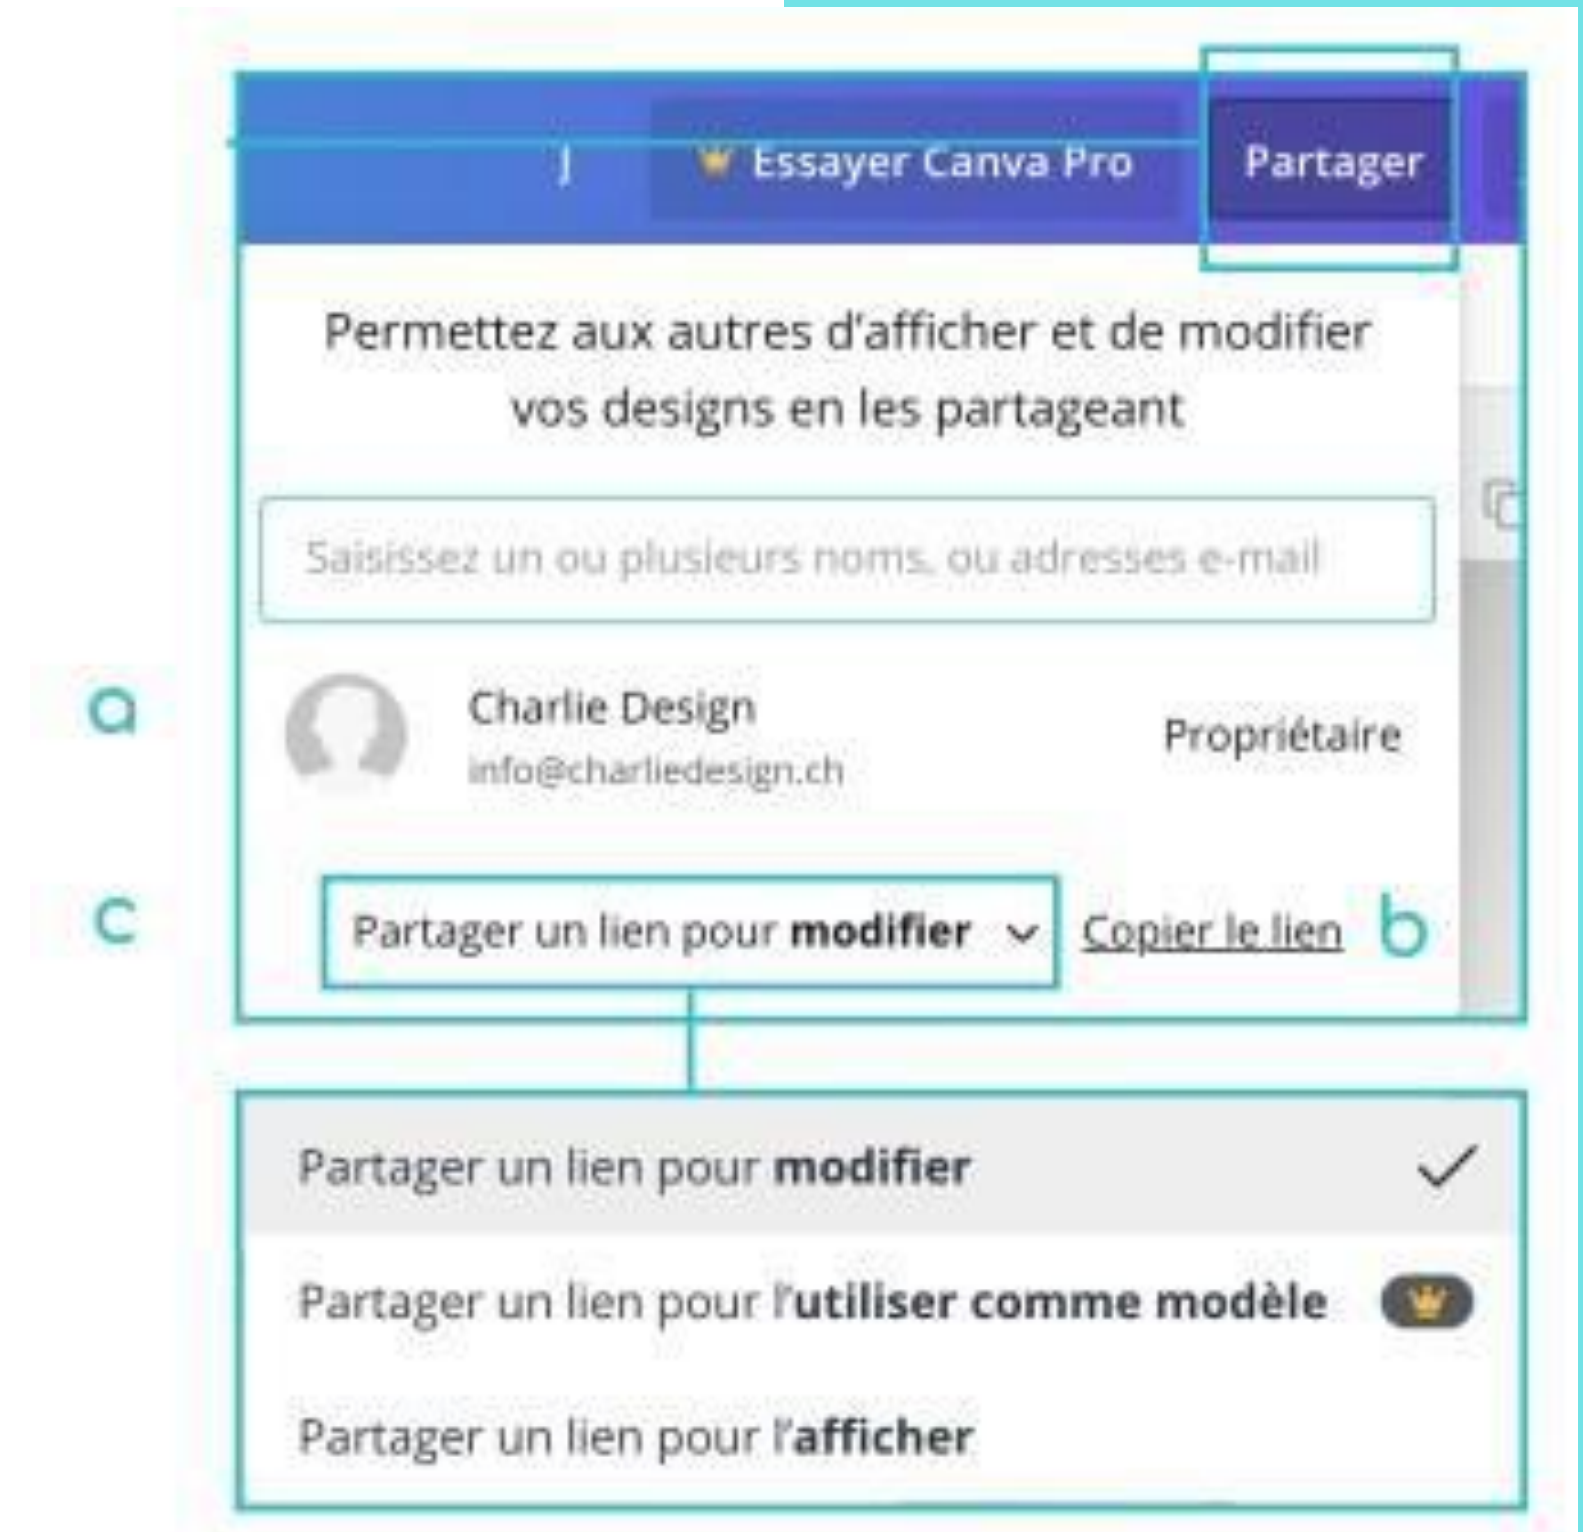 J
Essayer Canva Pro
Partager
Permettez aux autres d'afficher et de modifier
vos designs en les partageant
Saisissez un ou plusieurs noms, ou adresses e-mail
a
Charlie Design
Propriétaire
info@charliedesign.ch
c
Partager un lien pour modifier
Copier le lien
b
Partager un lien pour modifier
Partager un lien pour l'utiliser comme modèle
Partager un lien pour l'afficher